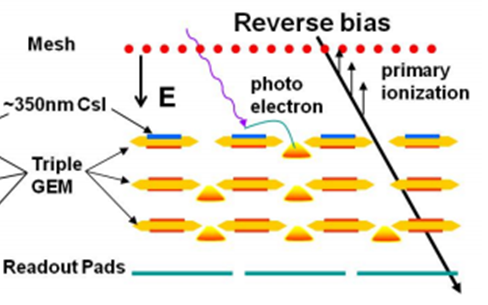 Reverse bias
Mesh
E
photo
electron
primary
ionization
~350nm CsI
Triple
GEM
Readout Pads